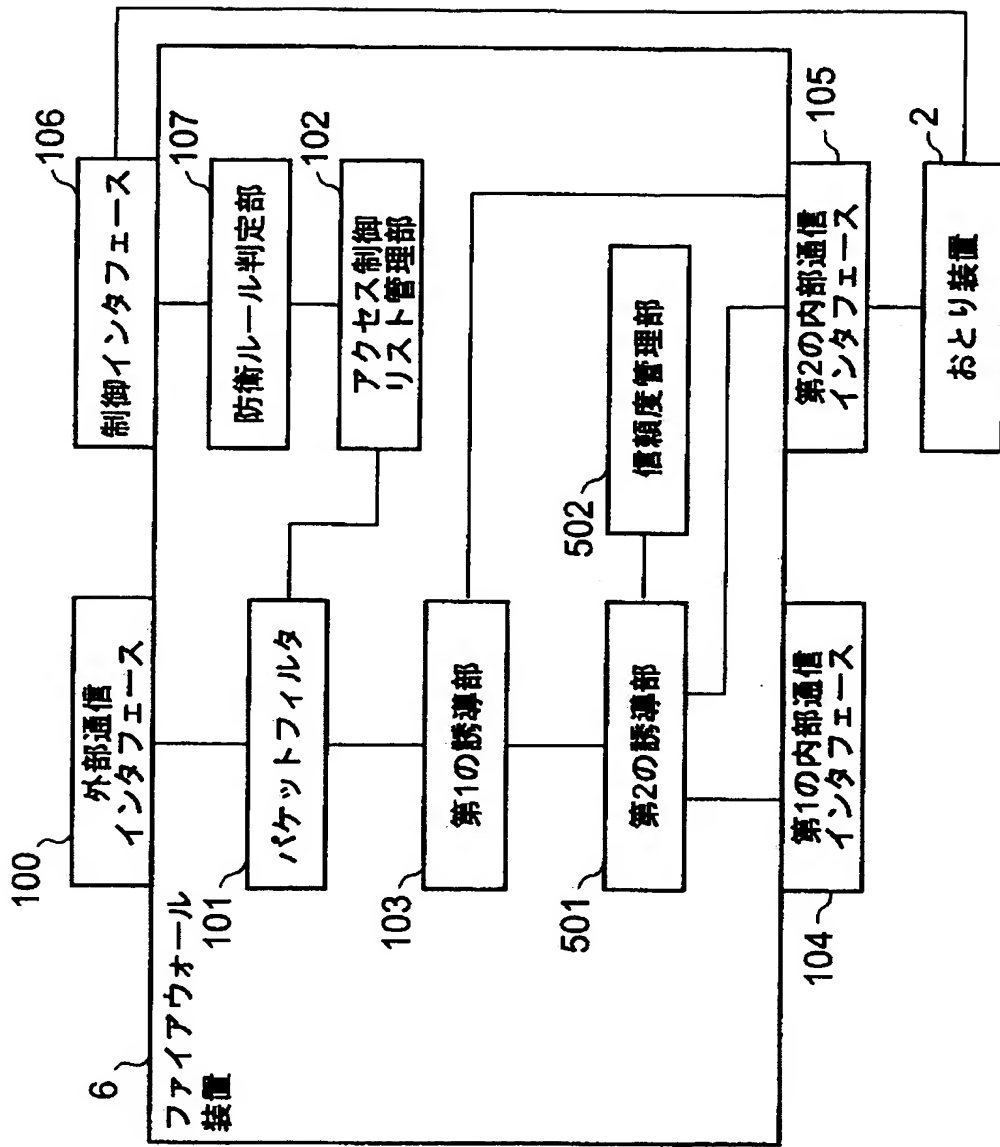 6
ファイアウォール
装置
100
外部通信
インタフェース
106
制御インタフェース
101
パケットフィルタ
107
防衛ルール判定部
102
アクセス制御
リスト管理部
103
第1の誘導部
501
第2の誘導部
502
信頼度管理部
104
第1の内部通信
インタフェース
105
第2の内部通信
インタフェース
2
おとり装置